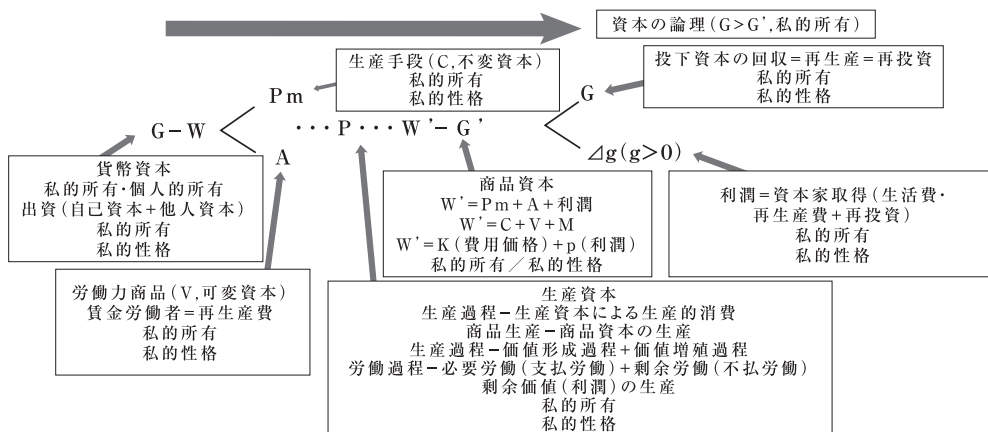 資本の論理(G>G',私的所有)
生産手段(C,不変資本)
私的所有
私的性格
投下資本の回収=再生産=再投資
私的所有
私的性格
Pm
G
G-W
・・・P・・・W'-G'
A
⊿g(g>0)
貨幣資本
私的所有・個人的所有
出資(自己資本+他人資本)
私的所有
私的性格
商品資本
W'=Pm+A+利潤
W'=C+V+M
W'=K(費用価格)+p(利潤)
私的所有/私的性格
利潤=資本家取得(生活費・
再生産費+再投資)
私的所有
私的性格
労働力商品(V,可変資本)
賃金労働者=再生産費
私的所有
私的性格
生産資本
生産過程-生産資本による生産的消費
商品生産-商品資本の生産
生産過程-価値形成過程+価値増殖過程
労働過程-必要労働(支払労働)+剰余労働(不払労働)
剰余価値(利潤)の生産
私的所有
私的性格